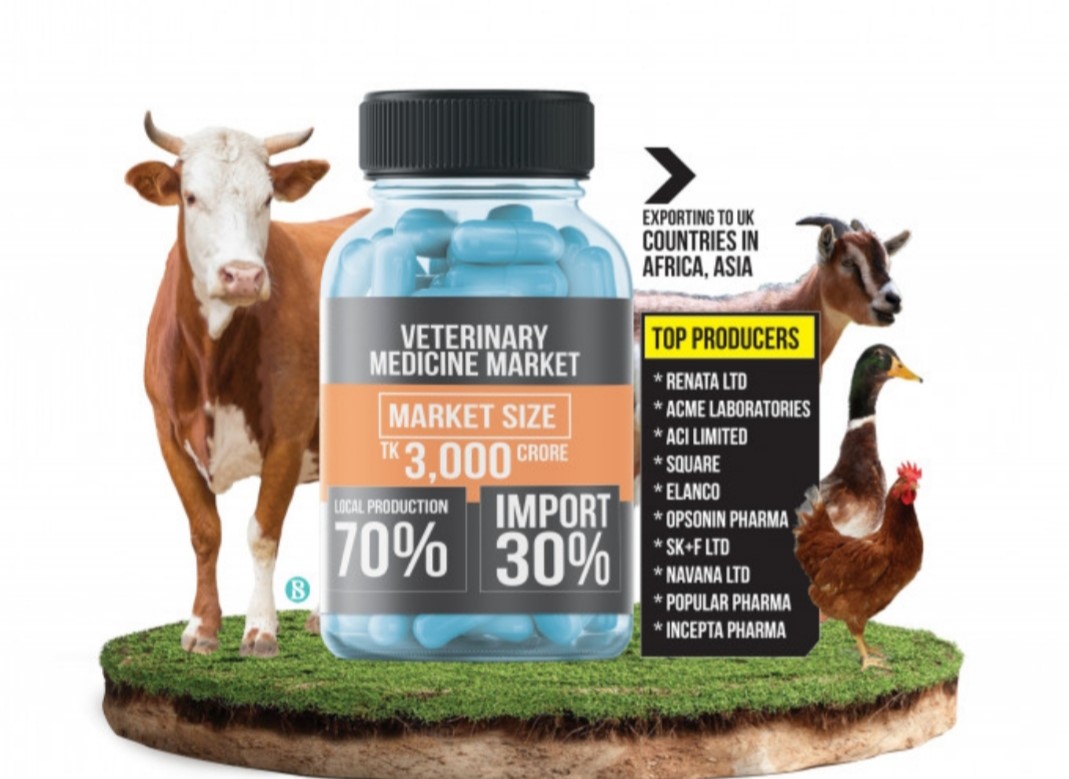 EXPORTING TO UK
COUNTRIES IN
AFRICA, ASIA
VETERINARY
MEDICINE MARKET
MARKET SIZE
TK 3,000 CRORE
LOCAL PRODUCTION
70%
IMPORT
30%
TOP PRODUCERS
* RENATA LTD
* ACME LABORATORIES
* ACI LIMITED
* SQUARE
* ELANCO
* OPSONIN PHARMA
* SK+F LTD
* NAVANA LTD
* POPULAR PHARMA
* INCEPTA PHARMA
B